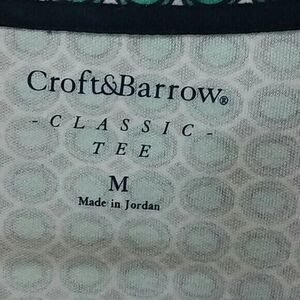 Croft&Barrow®
- CLASSIC -
TEE
M
Made in Jordan